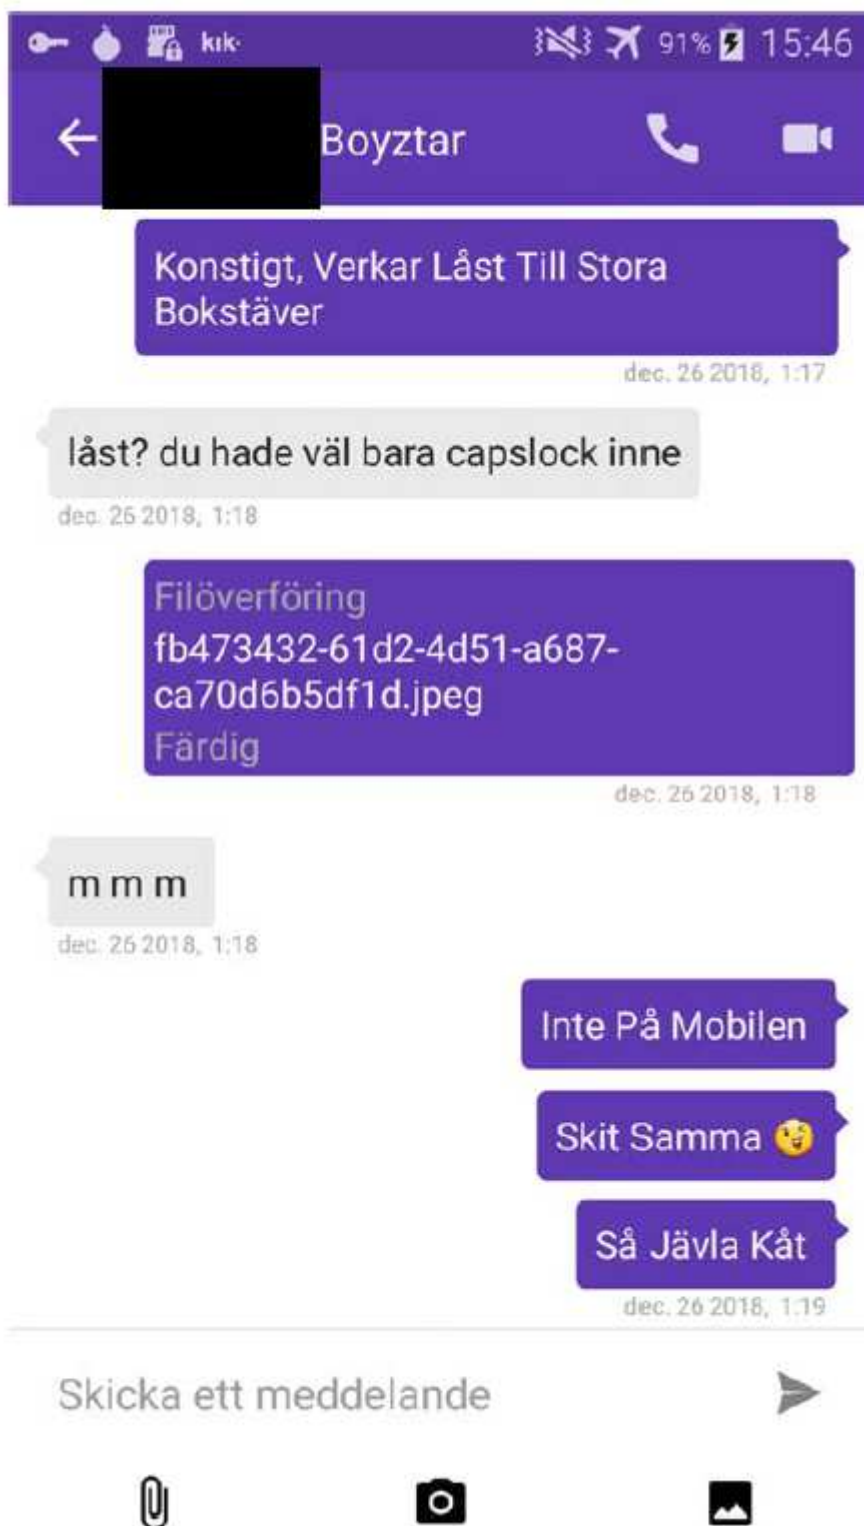 kik·
91%
15:46
Boyztar
Konstigt, Verkar Låst Till Stora
Bokstäver
dec. 26 2018, 1:17
låst? du hade väl bara capslock inne
dec. 26 2018, 1:18
Filöverföring
fb473432-61d2-4d51-a687-
ca70d6b5df1d.jpeg
Färdig
dec. 26 2018, 1:18
m m m
dec. 26 2018, 1:18
Inte På Mobilen
Skit Samma 😜
Så Jävla Kåt
dec. 26 2018, 1:19
Skicka ett meddelande